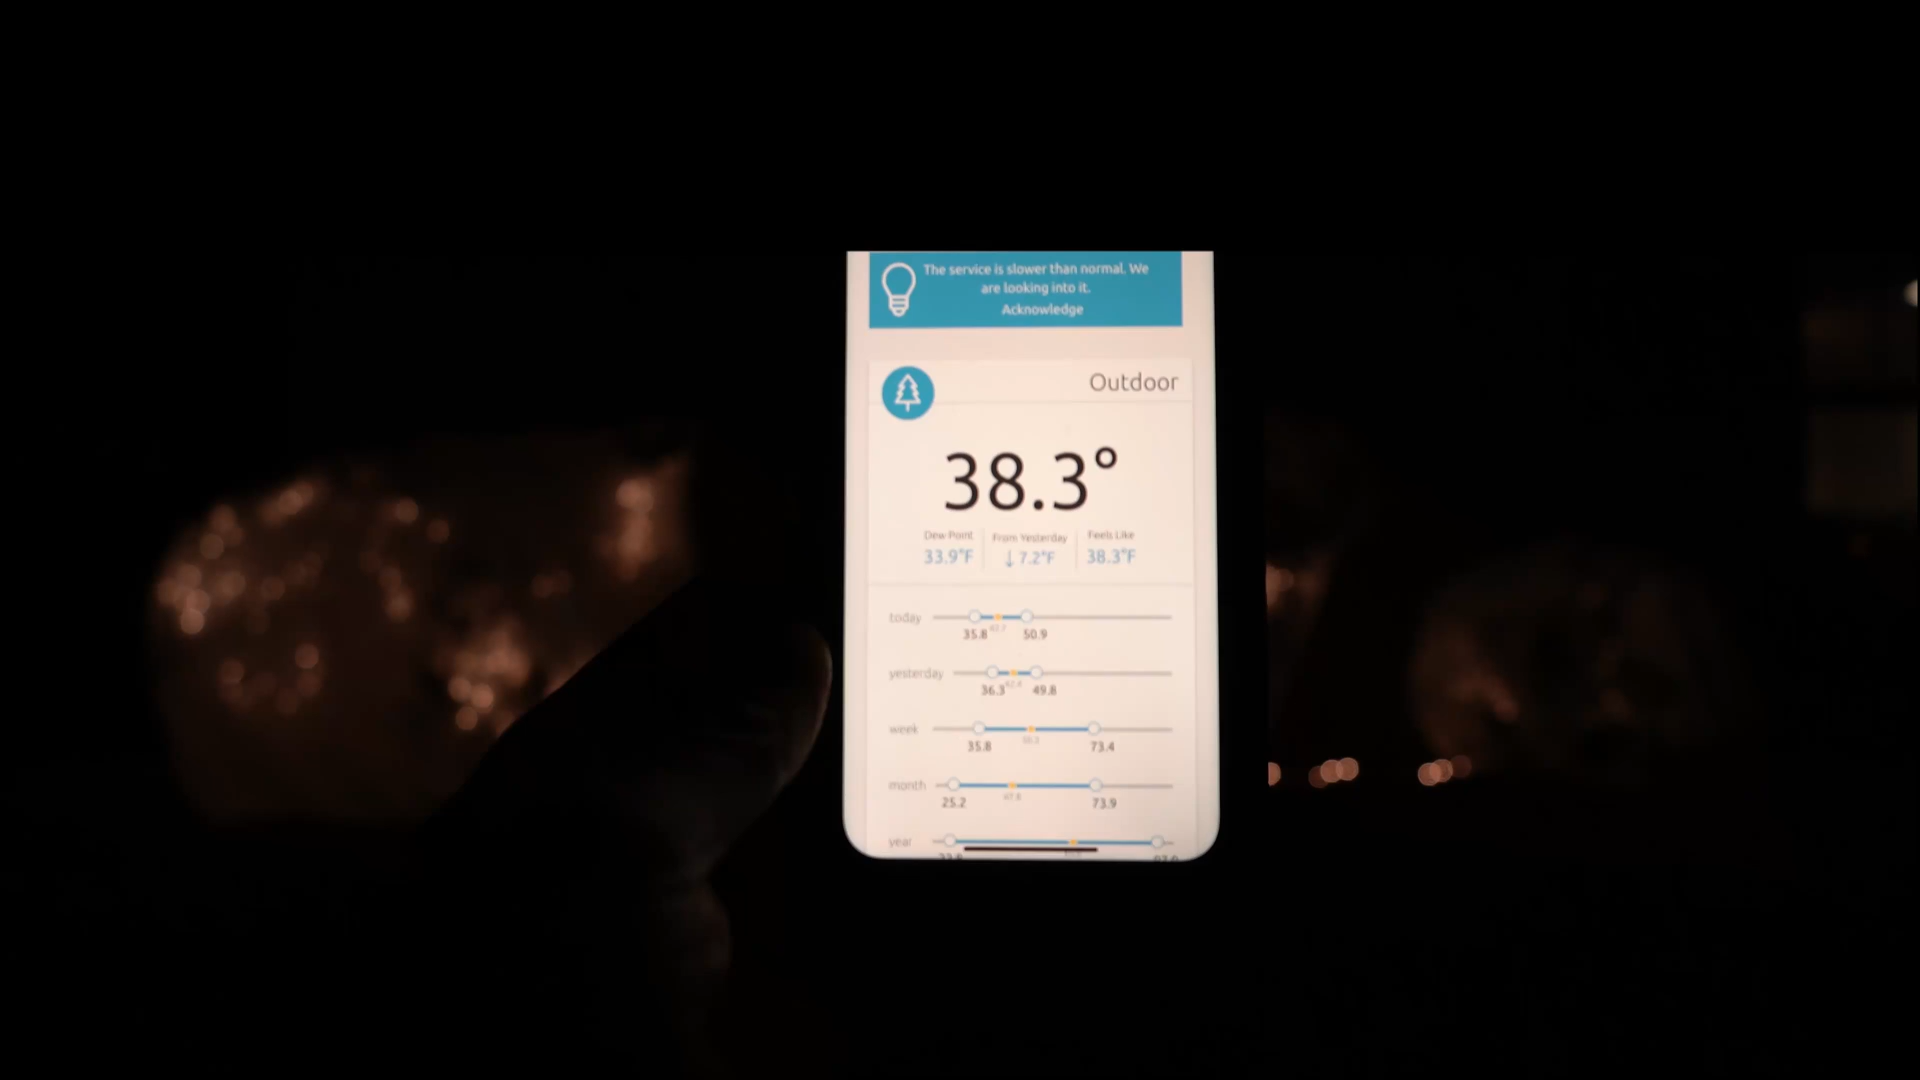 The service is slower than normal. We
are looking into it.
Acknowledge
Outdoor
38.3°
Dew Point From Yesterday Feels Like
33.9°F ↓7.2°F 38.3°F
today
35.8 50.9
yesterday
36.3 49.8
week
35.8 73.4
month
25.2 73.9
year